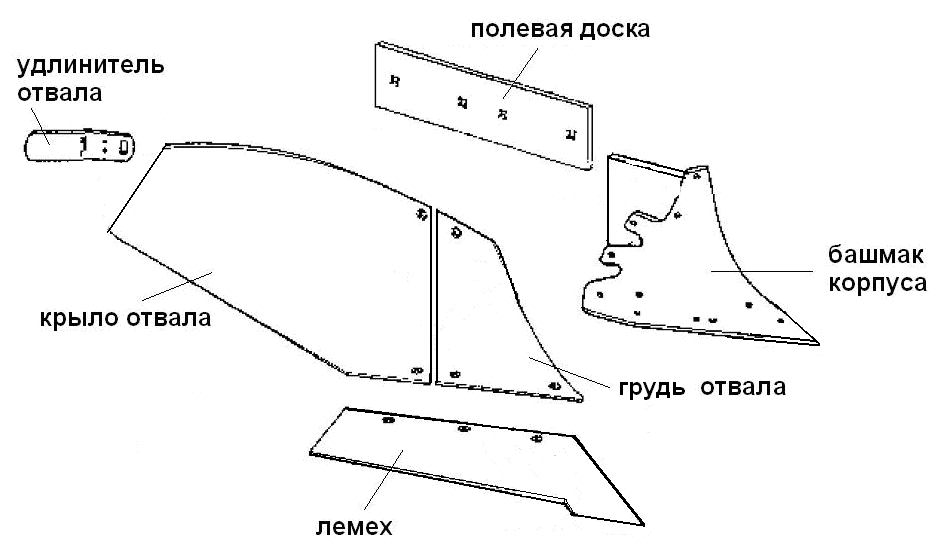 полевая доска
удлинитель
отвала
башмак
корпуса
крыло отвала
грудь отвала
лемех